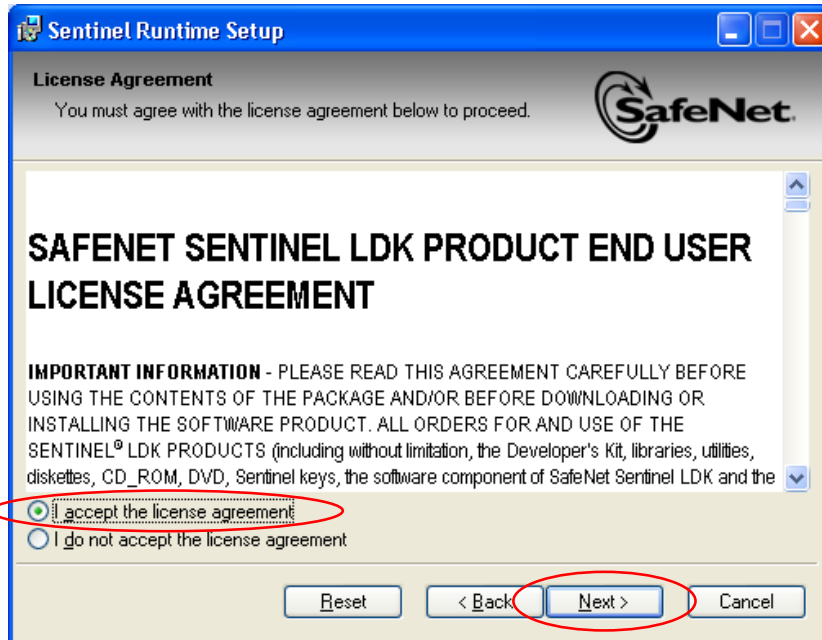 Sentinel Runtime Setup
License Agreement
You must agree with the license agreement below to proceed.
SafeNet.
SAFENET SENTINEL LDK PRODUCT END USER
LICENSE AGREEMENT
IMPORTANT INFORMATION - PLEASE READ THIS AGREEMENT CAREFULLY BEFORE
USING THE CONTENTS OF THE PACKAGE AND/OR BEFORE DOWNLOADING OR
INSTALLING THE SOFTWARE PRODUCT. ALL ORDERS FOR AND USE OF THE
SENTINEL® LDK PRODUCTS (including without limitation, the Developer's Kit, libraries, utilities,
diskettes, CD_ROM, DVD, Sentinel keys, the software component of SafeNet Sentinel LDK and the
I accept the license agreement
I do not accept the license agreement
Reset
< Back
Next >
Cancel